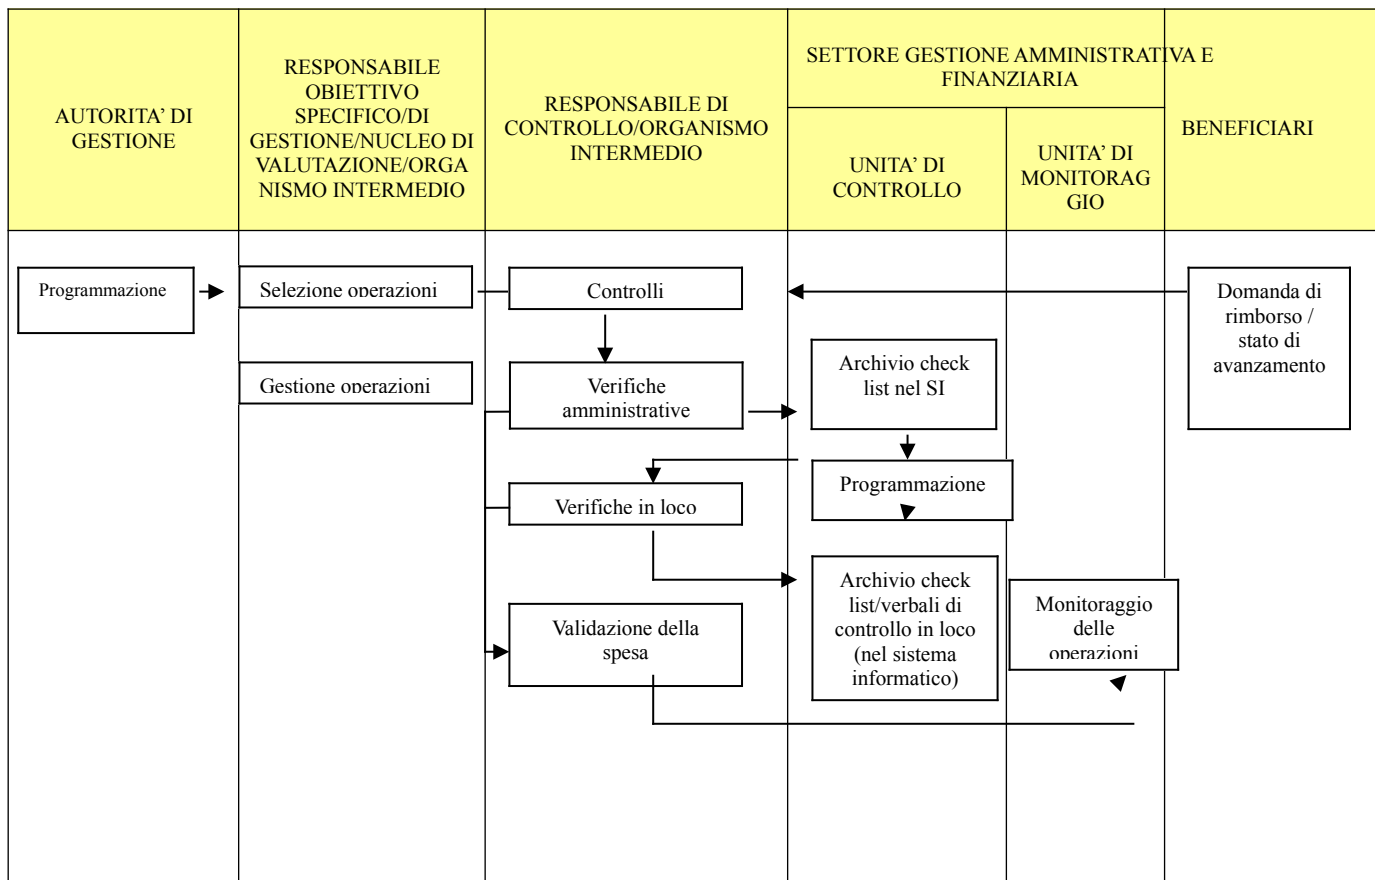 AUTORITA’ DI
GESTIONE
RESPONSABILE
OBIETTIVO
SPECIFICO/DI
GESTIONE/NUCLEO DI
VALUTAZIONE/ORGA
NISMO INTERMEDIO
RESPONSABILE DI
CONTROLLO/ORGANISMO
INTERMEDIO
SETTORE GESTIONE AMMINISTRATIVA E
FINANZIARIA
UNITA’ DI
CONTROLLO
UNITA’ DI
MONITORAG
GIO
BENEFICIARI
Programmazione
Selezione operazioni
Controlli
Domanda di
rimborso /
stato di
avanzamento
Gestione operazioni
Verifiche
amministrative
Archivio check
list nel SI
Programmazione
Verifiche in loco
Archivio check
list/verbali di
controllo in loco
(nel sistema
informatico)
Monitoraggio
delle
operazioni
Validazione della
spesa